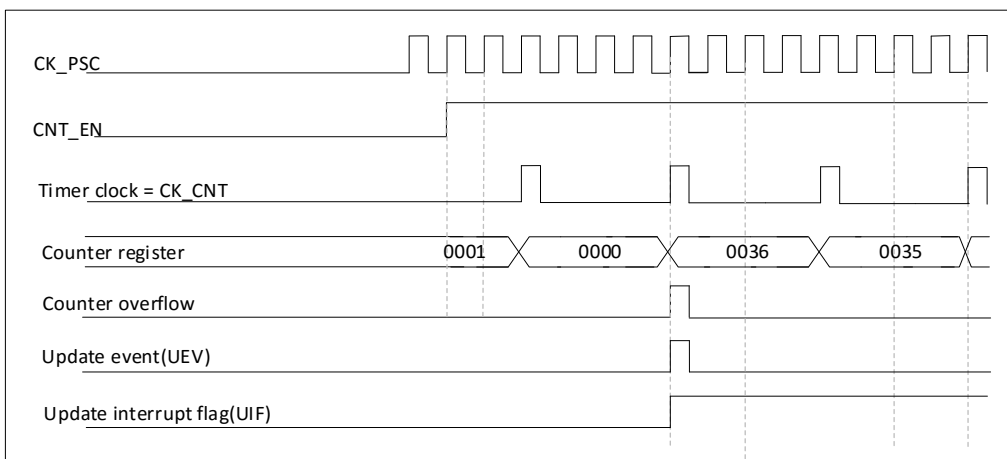 CK_PSC
CNT_EN
Timer clock = CK_CNT
Counter register 0001 0000 0036 0035
Counter overflow
Update event(UEV)
Update interrupt flag(UIF)